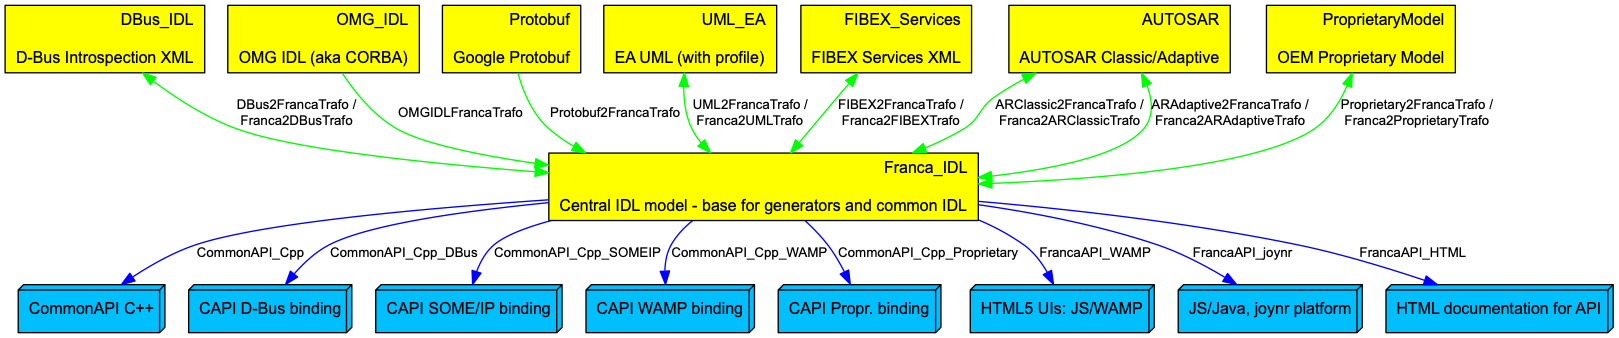 DBus_IDL
D-Bus Introspection XML
OMG_IDL
OMG IDL (aka CORBA)
Protobuf
Google Protobuf
UML_EA
EA UML (with profile)
FIBEX_Services
FIBEX Services XML
AUTOSAR
AUTOSAR Classic/Adaptive
ProprietaryModel
OEM Proprietary Model
DBus2FrancaTrafo /
Franca2DBusTrafo
OMGIDLFrancaTrafo
Protobuf2FrancaTrafo
UML2FrancaTrafo /
Franca2UMLTrafo
FIBEX2FrancaTrafo /
Franca2FIBEXTrafo
ARClassic2FrancaTrafo /
Franca2ARClassicTrafo
ARAdaptive2FrancaTrafo /
Franca2ARAdaptiveTrafo
Proprietary2FrancaTrafo /
Franca2ProprietaryTrafo
Franca_IDL
Central IDL model - base for generators and common IDL
CommonAPI_Cpp
CommonAPI_Cpp_DBus
CommonAPI_Cpp_SOMEIP
CommonAPI_Cpp_WAMP
CommonAPI_Cpp_Proprietary
FrancaAPI_WAMP
FrancaAPI_joynr
FrancaAPI_HTML
CommonAPI C++
CAPI D-Bus binding
CAPI SOME/IP binding
CAPI WAMP binding
CAPI Propr. binding
HTML5 UIs: JS/WAMP
JS/Java, joynr platform
HTML documentation for API